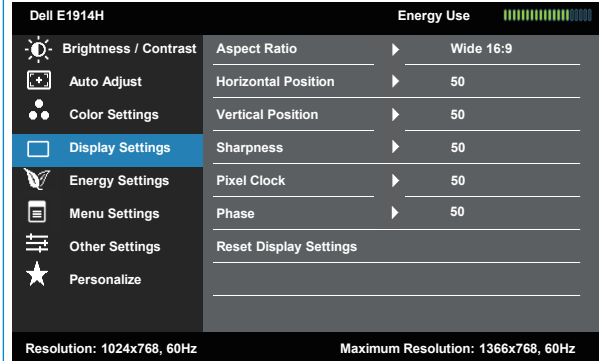 Dell E1914H Energy Use
Brightness / Contrast Aspect Ratio Wide 16:9
Auto Adjust Horizontal Position 50
Color Settings Vertical Position 50
Display Settings Sharpness 50
Energy Settings Pixel Clock 50
Menu Settings Phase 50
Other Settings Reset Display Settings
Personalize
Resolution: 1024x768, 60Hz Maximum Resolution: 1366x768, 60Hz